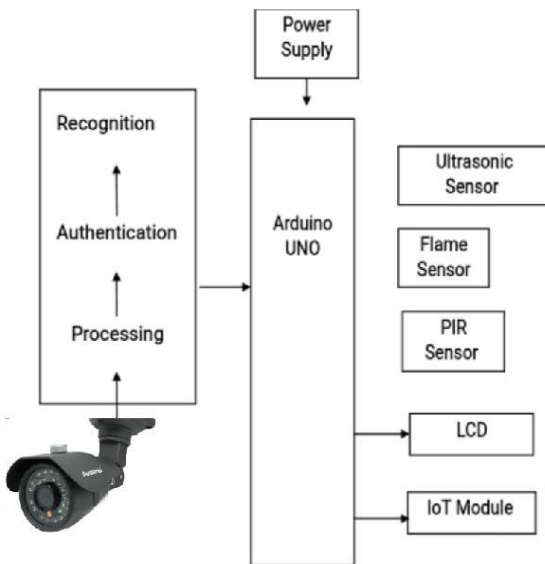 Power
Supply
Recognition
Authentication
Processing
Arduino
UNO
Ultrasonic
Sensor
Flame
Sensor
PIR
Sensor
LCD
IoT Module